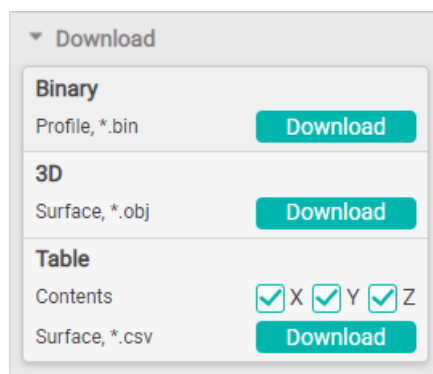 Download
Binary
Profile, *.bin Download
3D
Surface, *.obj Download
Table
Contents X Y Z
Surface, *.csv Download